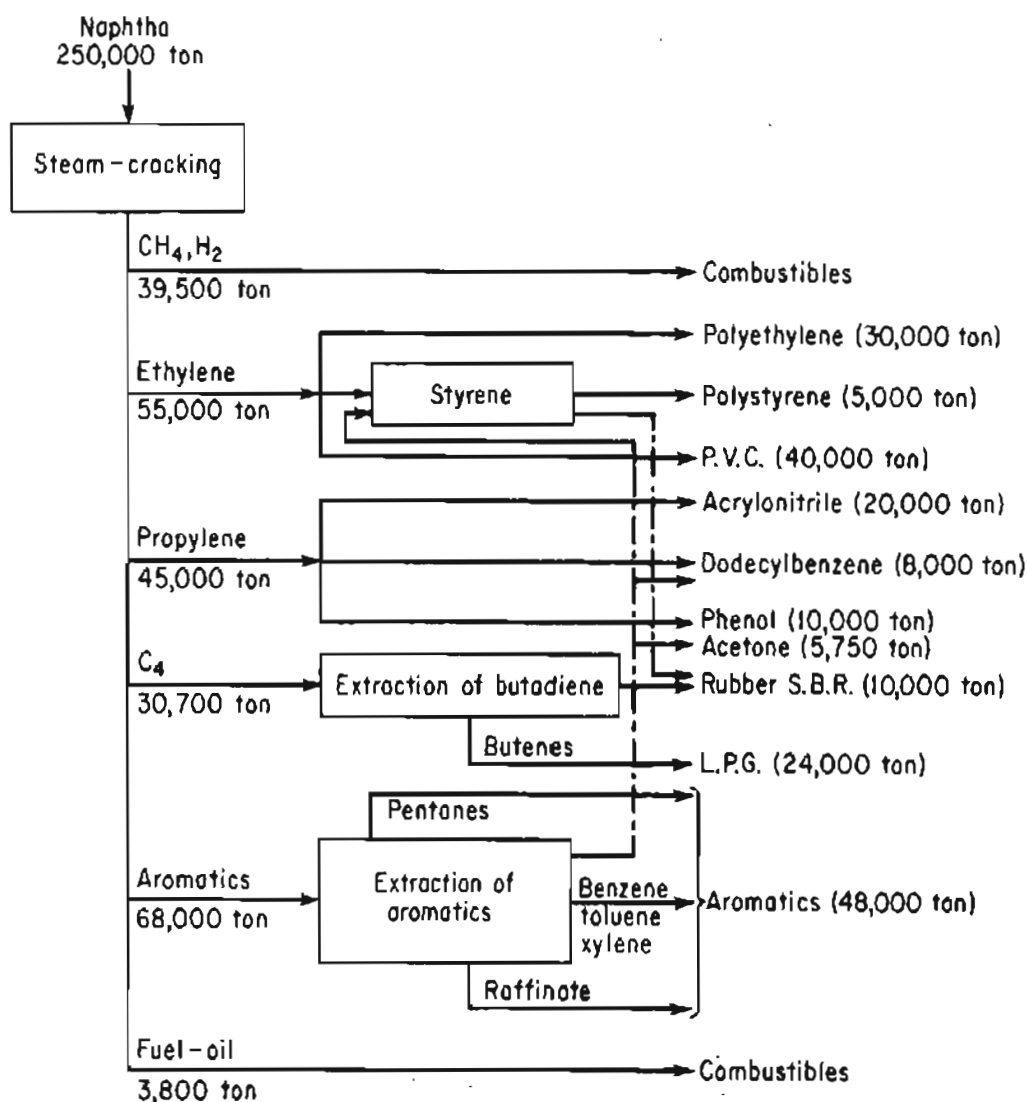 Naphtha
250,000 ton
Steam-cracking
CH₄,H₂
39,500 ton
Combustibles
Polyethylene (30,000 ton)
Ethylene
55,000 ton
Styrene
Polystyrene (5,000 ton)
P.V.C. (40,000 ton)
Acrylonitrile (20,000 ton)
Propylene
45,000 ton
Dodecylbenzene (8,000 ton)
Phenol (10,000 ton)
Acetone (5,750 ton)
C₄
30,700 ton
Extraction of butadiene
Rubber S.B.R. (10,000 ton)
Butenes
L.P.G. (24,000 ton)
Pentanes
Aromatics
68,000 ton
Extraction of
aromatics
Benzene
toluene
xylene
Aromatics (48,000 ton)
Raffinate
Fuel-oil
3,800 ton
Combustibles